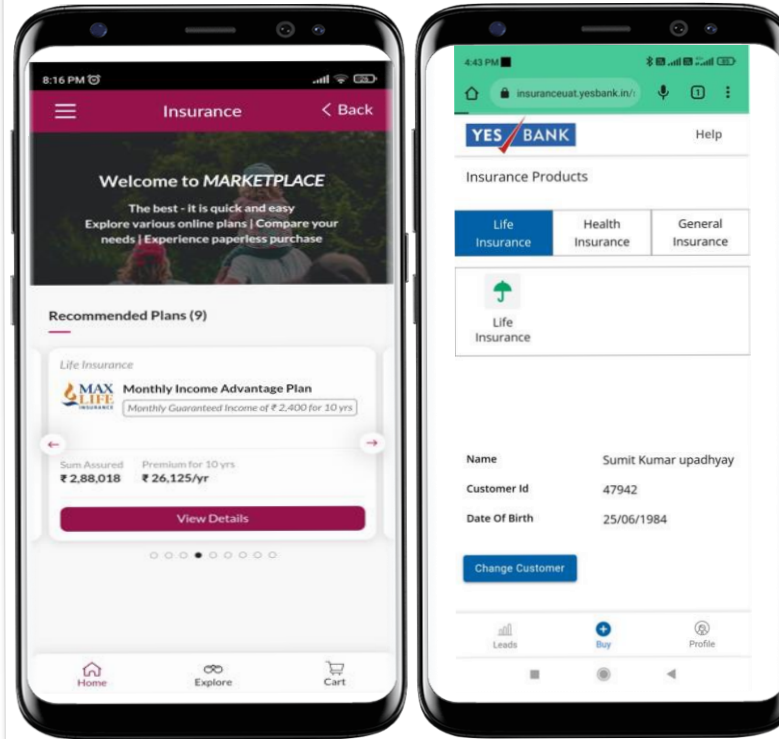 8:16 PM
Insurance
Back
Welcome to MARKETPLACE
The best - it is quick and easy
Explore various online plans | Compare your
needs | Experience paperless purchase
Recommended Plans (9)
Life Insurance
MAX
LIFE
INSURANCE
Monthly Income Advantage Plan
Monthly Guaranteed Income of ₹ 2,400 for 10 yrs
Sum Assured Premium for 10 yrs
₹ 2,88,018 ₹ 26,125/yr
View Details
Home Explore Cart
4:43 PM
insuranceuat.yesbank.in/
1
YES BANK
Help
Insurance Products
Life
Insurance
Health
Insurance
General
Insurance
Life
Insurance
Name Sumit Kumar upadhyay
Customer Id 47942
Date Of Birth 25/06/1984
Change Customer
Leads Buy Profile